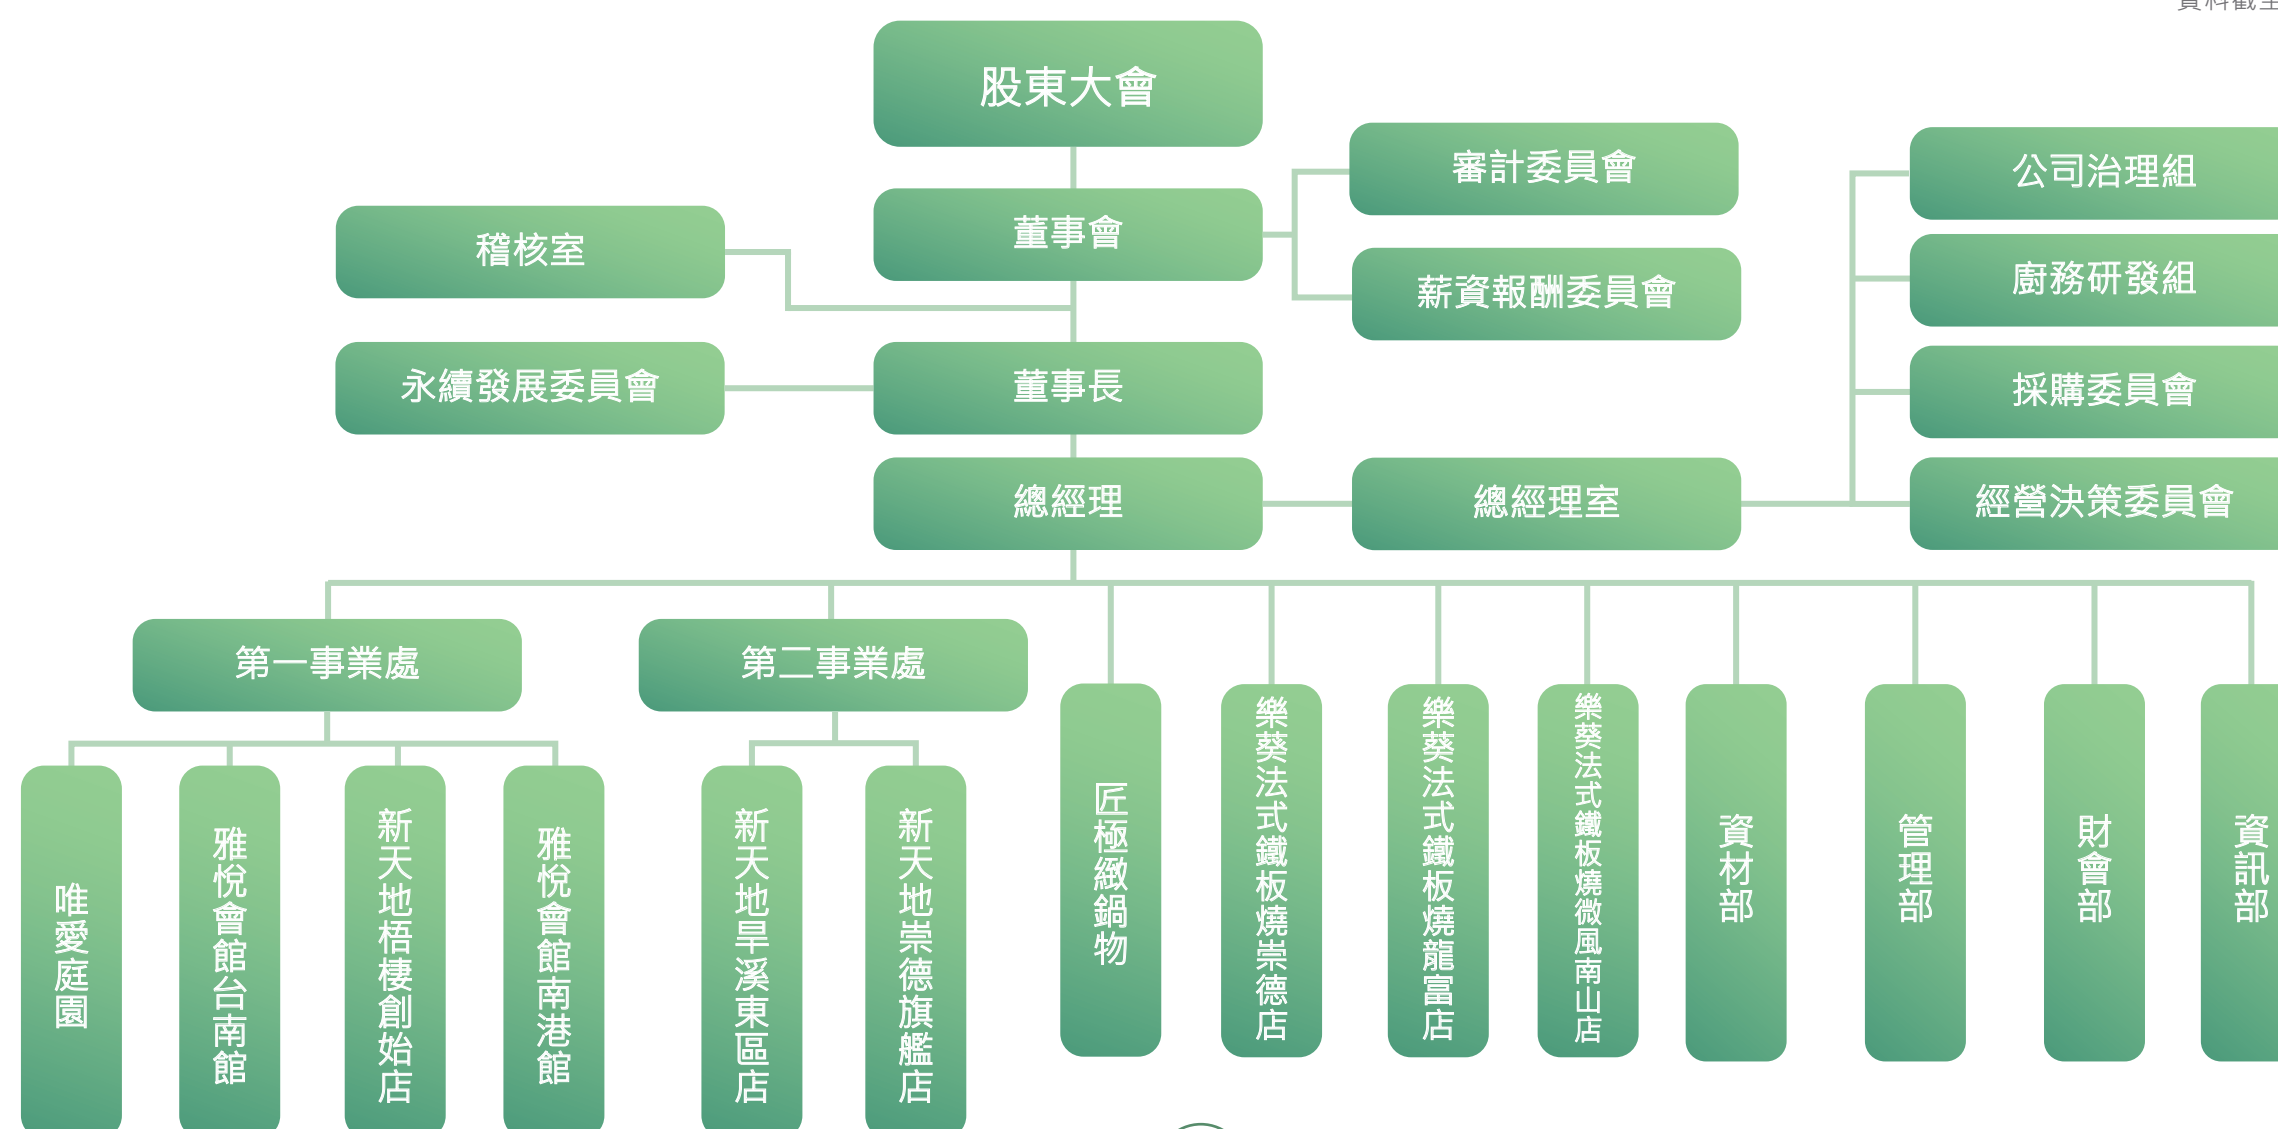 資料截至
股東大會
審計委員會
公司治理組
董事會
稽核室
廚務研發組
薪資報酬委員會
永續發展委員會
董事長
採購委員會
總經理
總經理室
經營決策委員會
第一事業處
第二事業處
唯愛庭園
雅悅會館台南館
新天地梧棲創始店
雅悅會館南港館
新天地旱溪東區店
新天地崇德旗艦店
匠極緻鍋物
樂葵法式鐵板燒崇德店
樂葵法式鐵板燒龍富店
樂葵法式鐵板燒微風南山店
資材部
管理部
財會部
資訊部